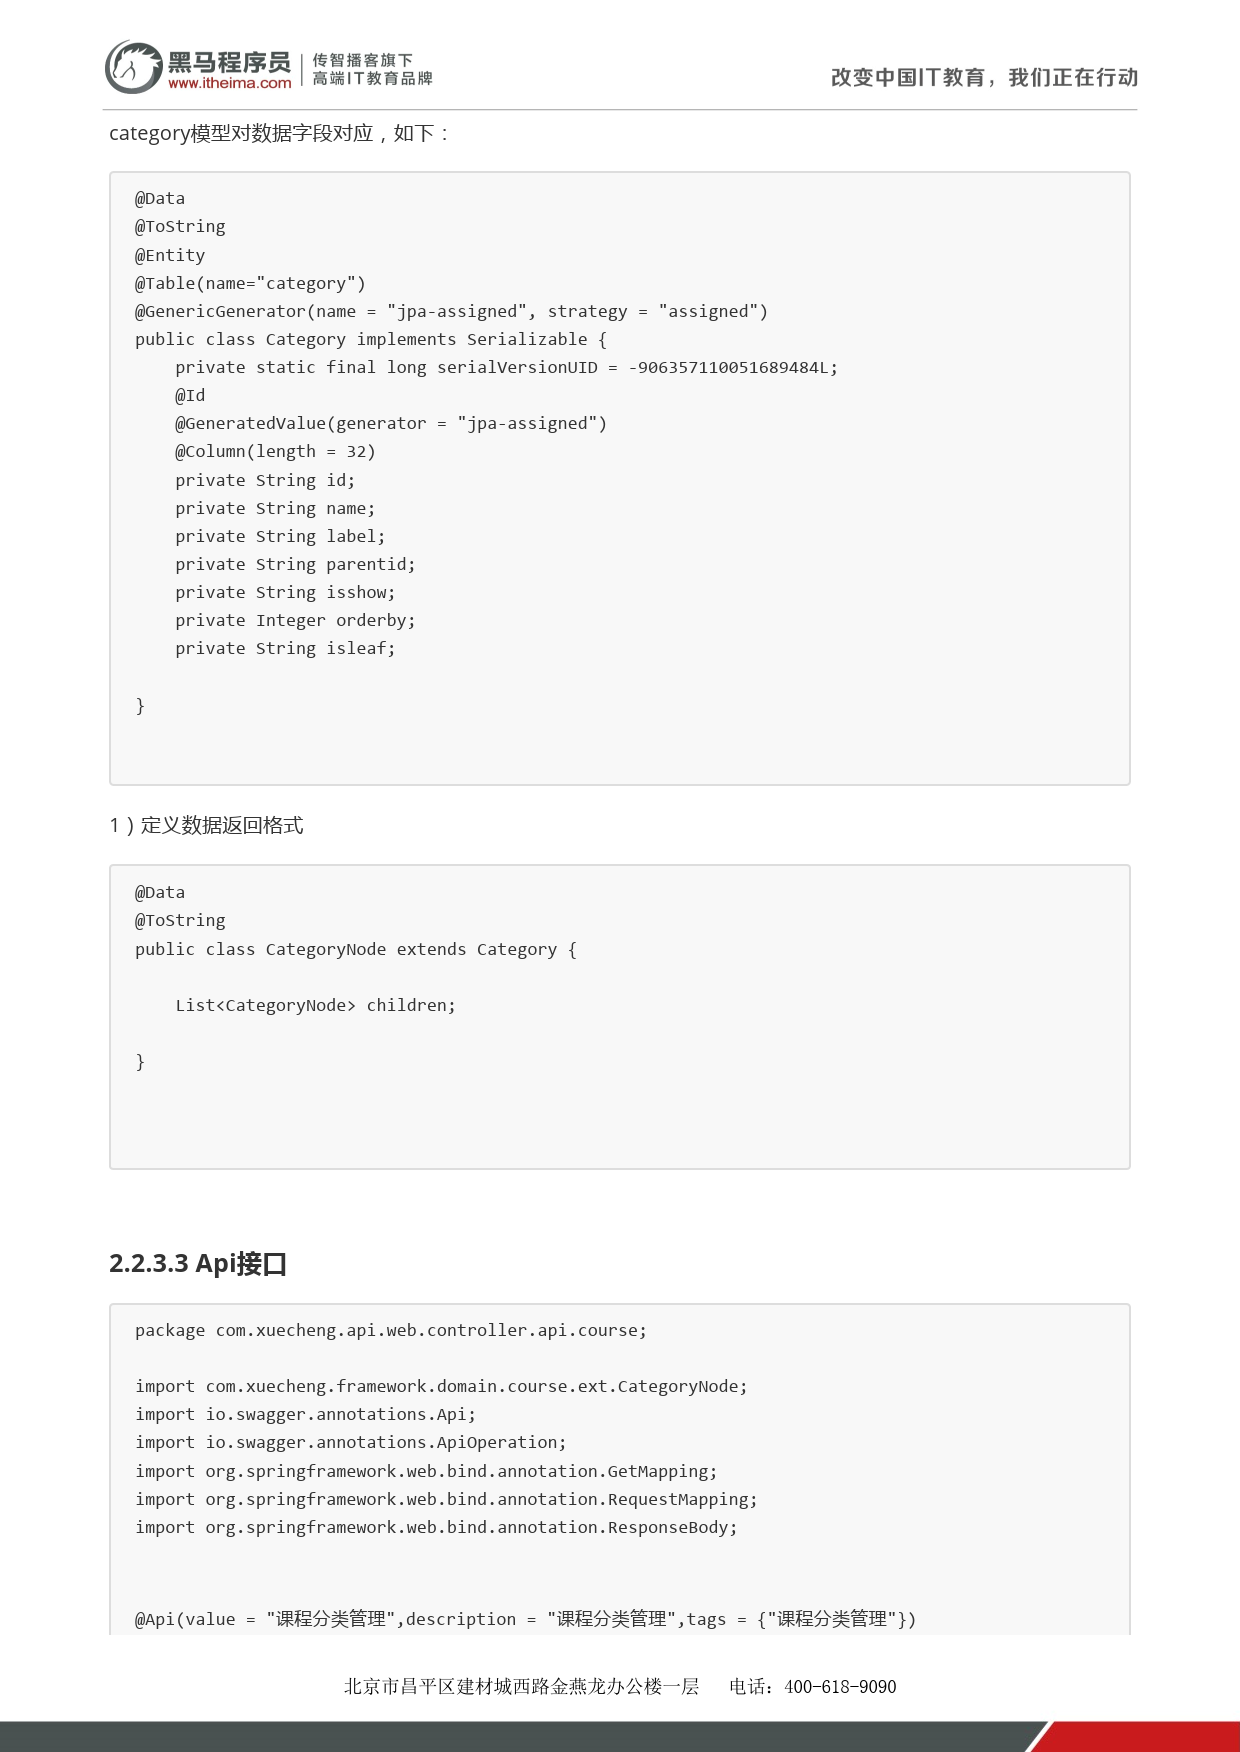 黑马程序员
www.itheima.com
传智播客旗下
高端IT教育品牌
改变中国IT教育，我们正在行动
category模型对数据字段对应，如下：
@Data
@ToString
@Entity
@Table(name="category")
@GenericGenerator(name = "jpa-assigned", strategy = "assigned")
public class Category implements Serializable {
    private static final long serialVersionUID = -906357110051689484L;
    @Id
    @GeneratedValue(generator = "jpa-assigned")
    @Column(length = 32)
    private String id;
    private String name;
    private String label;
    private String parentid;
    private String isshow;
    private Integer orderby;
    private String isleaf;
}
1）定义数据返回格式
@Data
@ToString
public class CategoryNode extends Category {
    List<CategoryNode> children;
}
2.2.3.3 Api接口
package com.xuecheng.api.web.controller.api.course;
import com.xuecheng.framework.domain.course.ext.CategoryNode;
import io.swagger.annotations.Api;
import io.swagger.annotations.ApiOperation;
import org.springframework.web.bind.annotation.GetMapping;
import org.springframework.web.bind.annotation.RequestMapping;
import org.springframework.web.bind.annotation.ResponseBody;
@Api(value = "课程分类管理",description = "课程分类管理",tags = {"课程分类管理"})
北京市昌平区建材城西路金燕龙办公楼一层 电话：400-618-9090